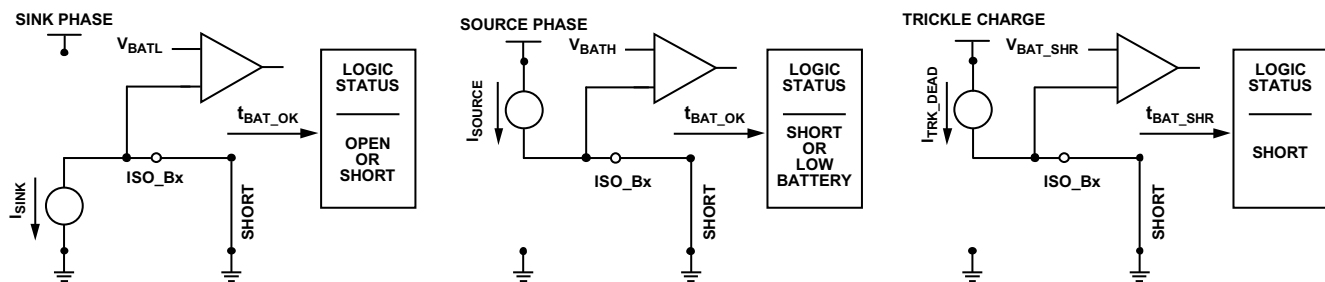 SINK PHASE
V_BATL
LOGIC
STATUS
t_BAT_OK
OPEN
OR
SHORT
ISO_Bx
I_SINK
SHORT
SOURCE PHASE
V_BATH
LOGIC
STATUS
I_SOURCE
t_BAT_OK
SHORT
OR
LOW
BATTERY
ISO_Bx
SHORT
TRICKLE CHARGE
V_BAT_SHR
LOGIC
STATUS
I_TRK_DEAD
t_BAT_SHR
SHORT
ISO_Bx
SHORT